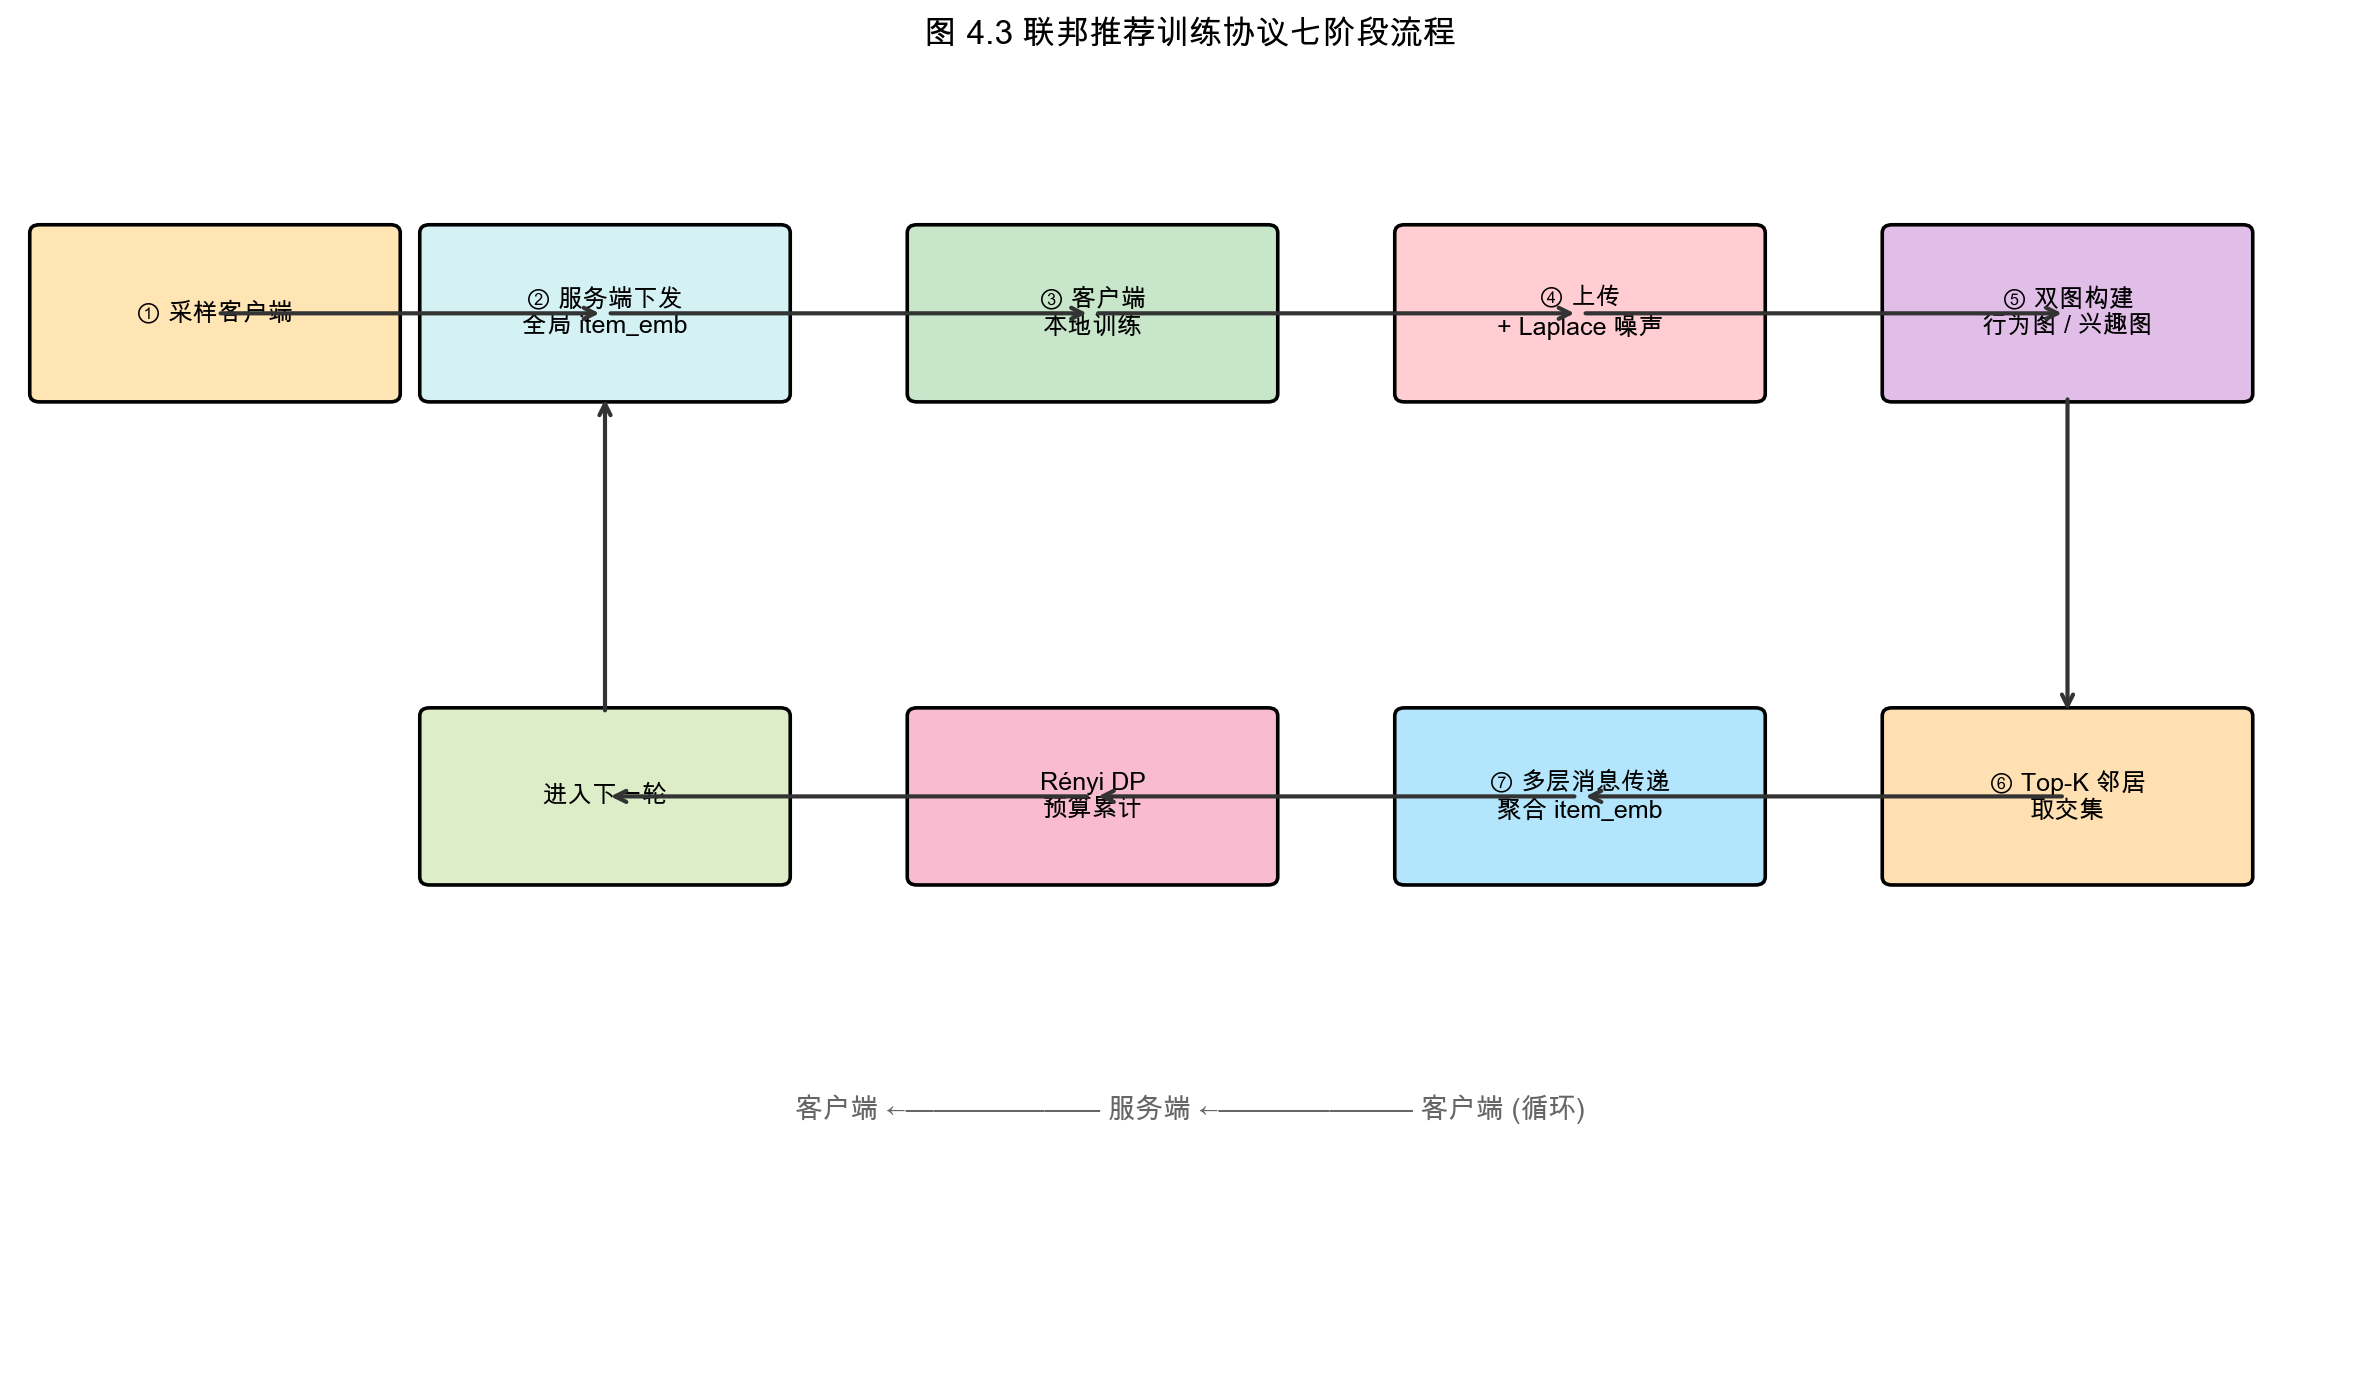 图 4.3 联邦推荐训练协议七阶段流程
① 采样客户端
② 服务端下发
全局 item_emb
③ 客户端
本地训练
④ 上传
+ Laplace 噪声
⑤ 双图构建
行为图 / 兴趣图
进入下一轮
Rényi DP
预算累计
⑦ 多层消息传递
聚合 item_emb
⑥ Top-K 邻居
取交集
客户端 ←——————— 服务端 ←——————— 客户端 (循环)